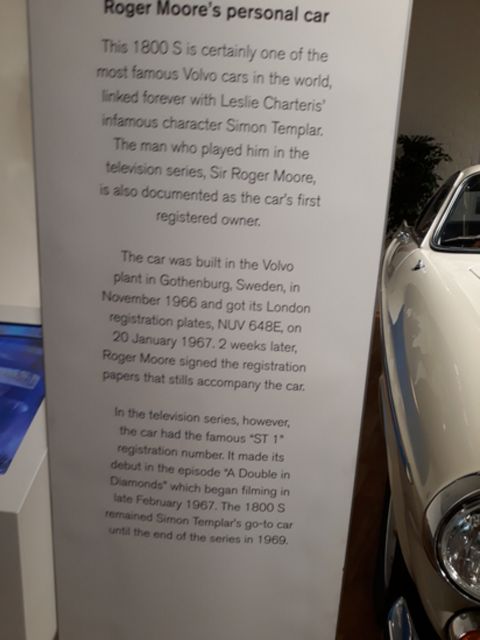 Roger Moore's personal car
This 1800 S is certainly one of the
most famous Volvo cars in the world,
linked forever with Leslie Charteris'
infamous character Simon Templar.
The man who played him in the
television series, Sir Roger Moore,
is also documented as the car's first
registered owner.
The car was built in the Volvo
plant in Gothenburg, Sweden, in
November 1966 and got its London
registration plates, NUV 648E, on
20 January 1967. 2 weeks later,
Roger Moore signed the registration
papers that stills accompany the car.
In the television series, however,
the car had the famous "ST 1"
registration number. It made its
debut in the episode "A Double in
Diamonds" which began filming in
late February 1967. The 1800 S
remained Simon Templar's go-to car
until the end of the series in 1969.